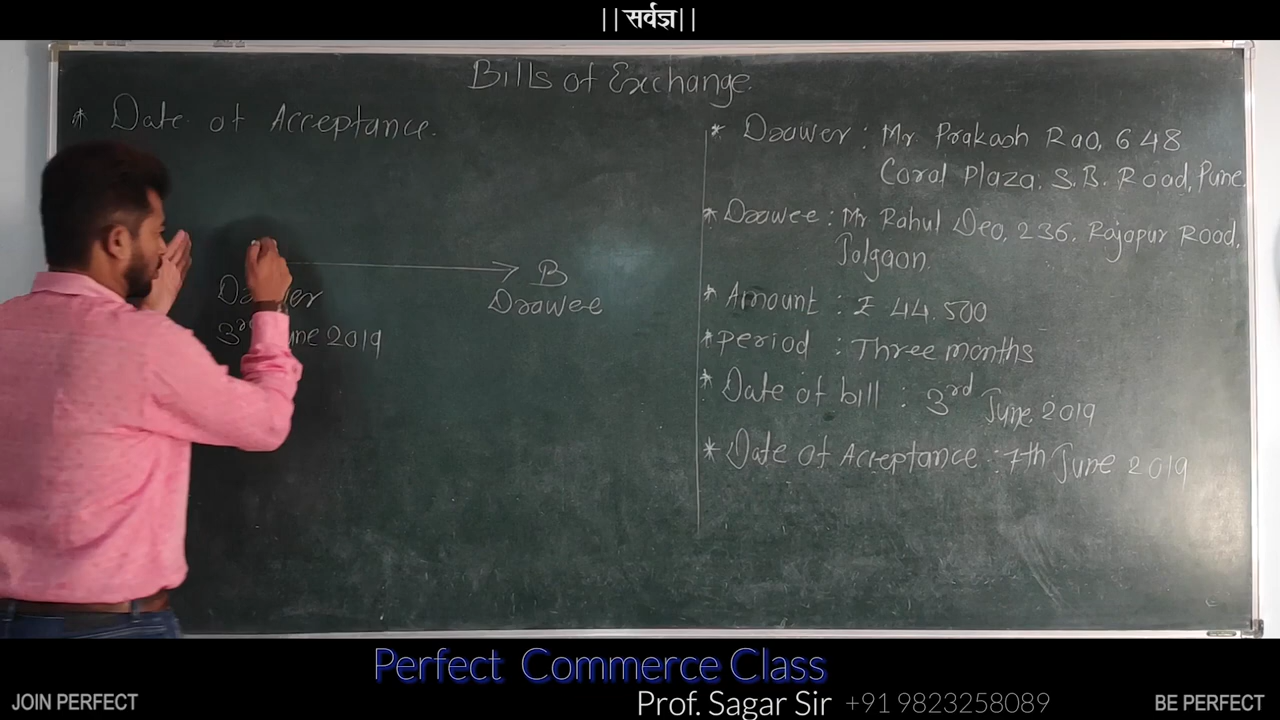 ||सर्वज्ञ||
Bills of Exchange.
* Date of Acceptance.
B
Drawee
3rd June 2019
* Drawer : Mr. Prakash Rao, 648
Coral Plaza. S.B. Road, Pune.
* Drawee : Mr Rahul Deo, 236, Rajapur Road,
Jalgaon.
* Amount : ₹ 44,500
* Period : Three months
* Date of bill : 3rd June 2019
* Date of Acceptance : 7th June 2019
Perfect Commerce Class
Prof. Sagar Sir +91 9823258089
JOIN PERFECT
BE PERFECT